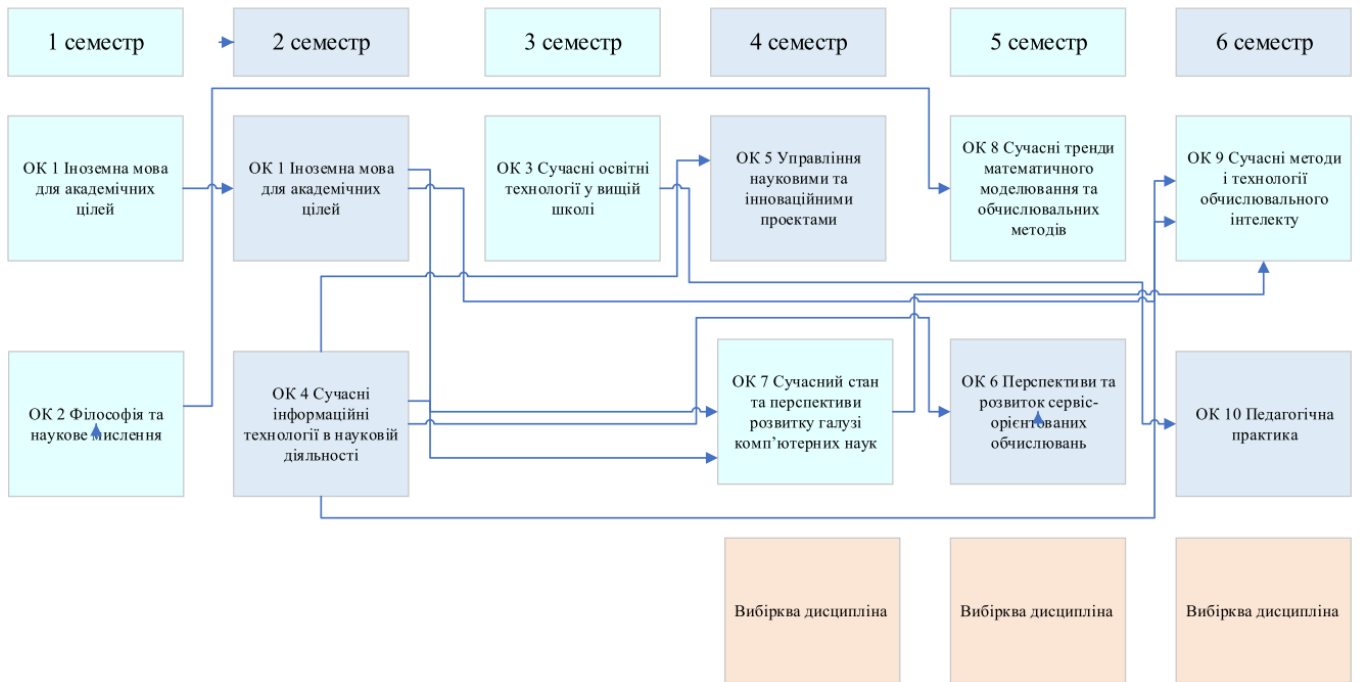 1 семестр
2 семестр
3 семестр
4 семестр
5 семестр
6 семестр
ОК 1 Іноземна мова
для академічних
цілей
ОК 1 Іноземна мова
для академічних
цілей
ОК 3 Сучасні освітні
технології у вищій
школі
ОК 5 Управління
науковими та
інноваційними
проектами
ОК 8 Сучасні тренди
математичного
моделювання та
обчислювальних
методів
ОК 9 Сучасні методи
і технології
обчислювального
інтелекту
ОК 2 Філософія та
наукове мислення
ОК 4 Сучасні
інформаційні
технології в науковій
діяльності
ОК 7 Сучасний стан
та перспективи
розвитку галузі
комп’ютерних наук
ОК 6 Перспективи та
розвиток сервіс-
орієнтованих
обчислювань
ОК 10 Педагогічна
практика
Вибірква дисципліна
Вибірква дисципліна
Вибірква дисципліна